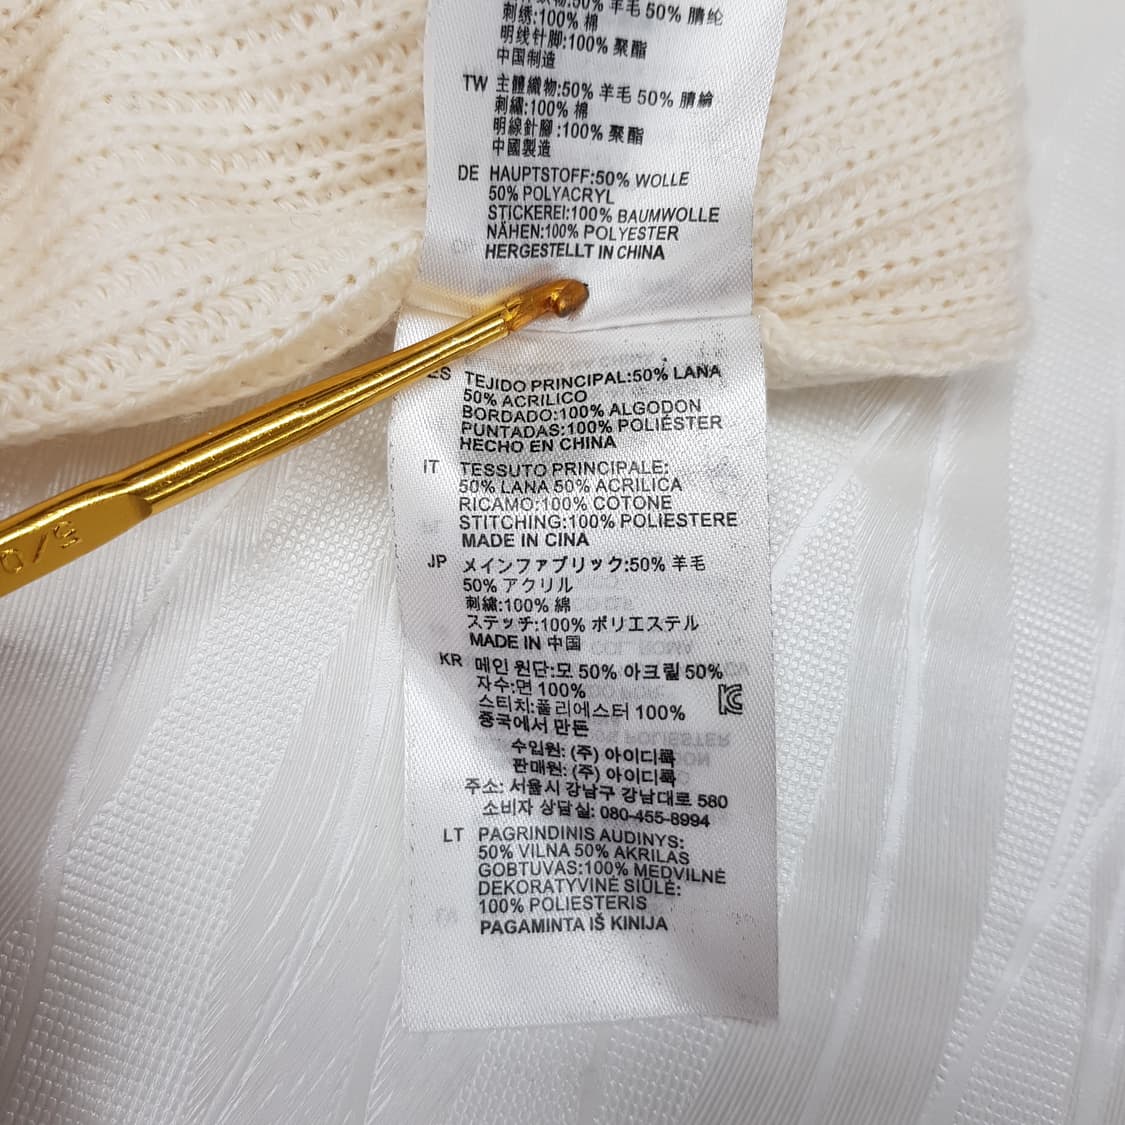 50% 羊毛 50% 腈纶
刺绣:100% 棉
明线针脚:100% 聚酯
中国制造
TW 主體織物:50% 羊毛 50% 腈綸
刺繡:100% 棉
明線針腳:100% 聚酯
中國製造
DE HAUPTSTOFF:50% WOLLE
50% POLYACRYL
STICKEREI:100% BAUMWOLLE
NÄHEN:100% POLYESTER
HERGESTELLT IN CHINA
ES TEJIDO PRINCIPAL:50% LANA
50% ACRILICO
BORDADO:100% ALGODON
PUNTADAS:100% POLIÉSTER
HECHO EN CHINA
IT TESSUTO PRINCIPALE:
50% LANA 50% ACRILICA
RICAMO:100% COTONE
STITCHING:100% POLIESTERE
MADE IN CINA
JP メインファブリック:50% 羊毛
50% アクリル
刺繍:100% 綿
ステッチ:100% ポリエステル
MADE IN 中国
KR 메인 원단:모 50% 아크릴 50%
자수:면 100%
스티치:폴리에스터 100%
중국에서 만든
수입원: (주) 아이디룩
판매원: (주) 아이디룩
주소: 서울시 강남구 강남대로 580
소비자 상담실: 080-455-8994
LT PAGRINDINIS AUDINYS:
50% VILNA 50% AKRILAS
GOBTUVAS:100% MEDVILNĖ
DEKORATYVINĖ SIŪLĖ:
100% POLIESTERIS
PAGAMINTA IŠ KINIJA
5/0